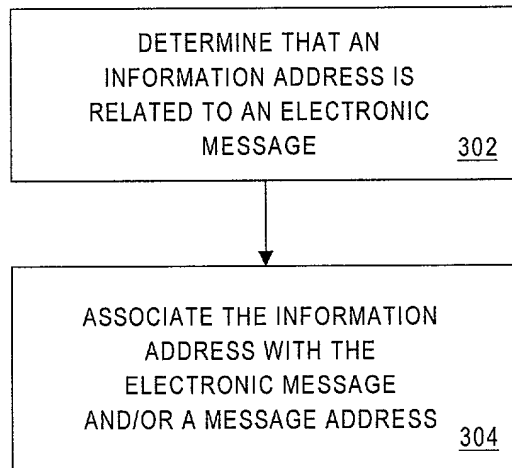 DETERMINE THAT AN
INFORMATION ADDRESS IS
RELATED TO AN ELECTRONIC
MESSAGE
302
ASSOCIATE THE INFORMATION
ADDRESS WITH THE
ELECTRONIC MESSAGE
AND/OR A MESSAGE ADDRESS
304